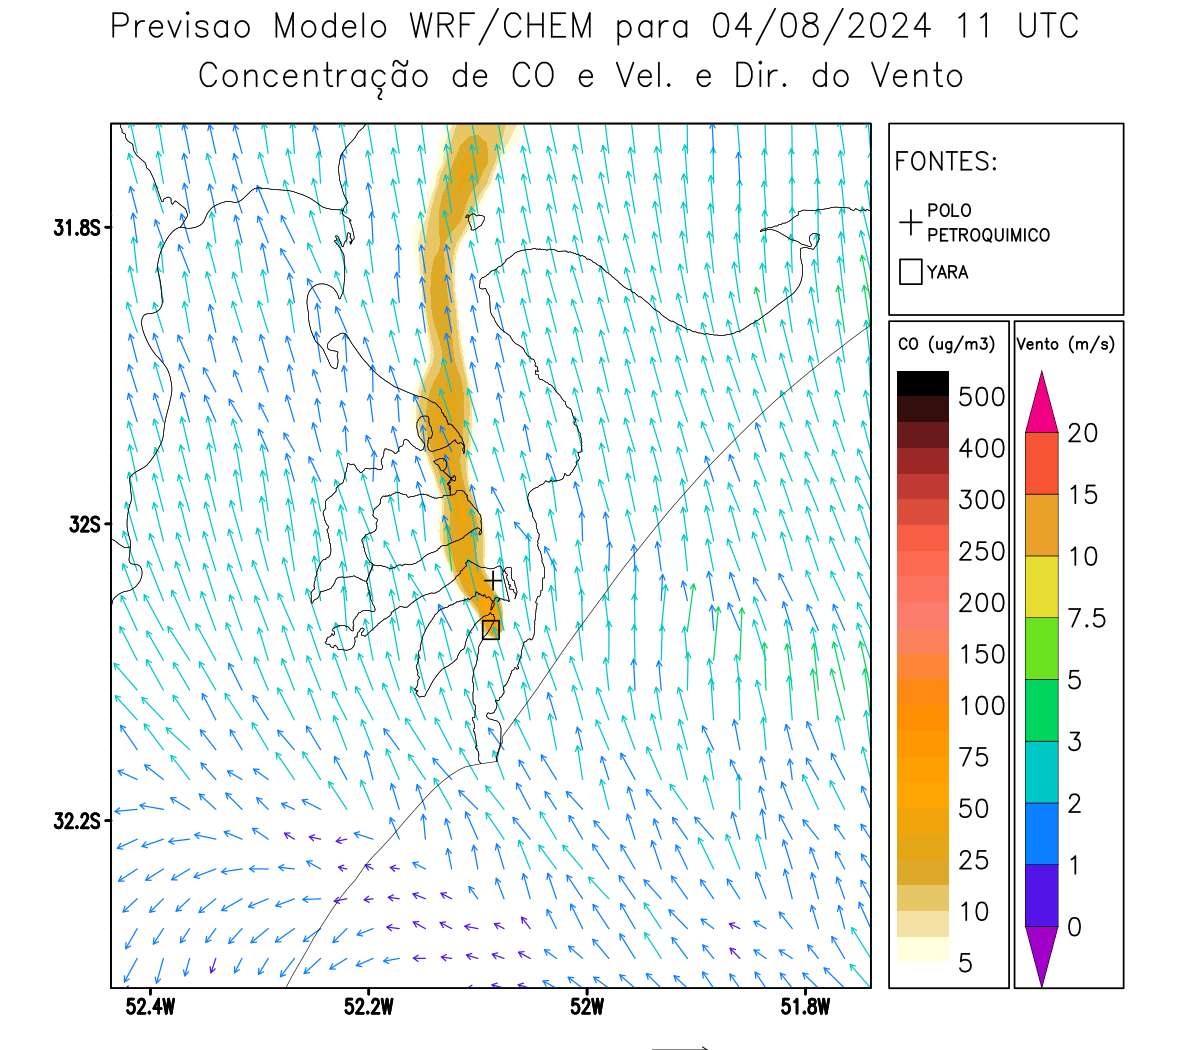 Previsao Modelo WRF/CHEM para 04/08/2024 11 UTC
Concentração de CO e Vel. e Dir. do Vento
FONTES:
POLO
PETROQUIMICO
YARA
CO (ug/m3)
500
400
300
250
200
150
100
75
50
25
10
5
Vento (m/s)
20
15
10
7.5
5
3
2
1
0
31.8S
32S
32.2S
52.4W
52.2W
52W
51.8W